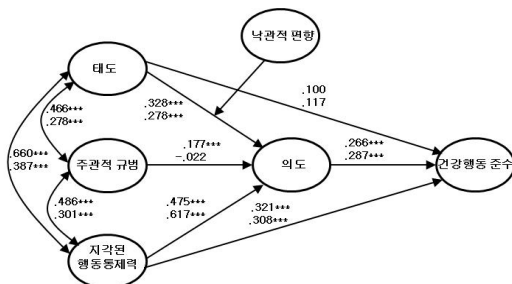 낙관적 편향
태도
.100
.117
.328***
.278***
.466***
.278***
.177***
-.022
.266***
.287***
.660***
.387***
주관적 규범
의도
건강행동 준수
.486***
.301***
.475***
.617***
.321***
.308***
지각된
행동통제력